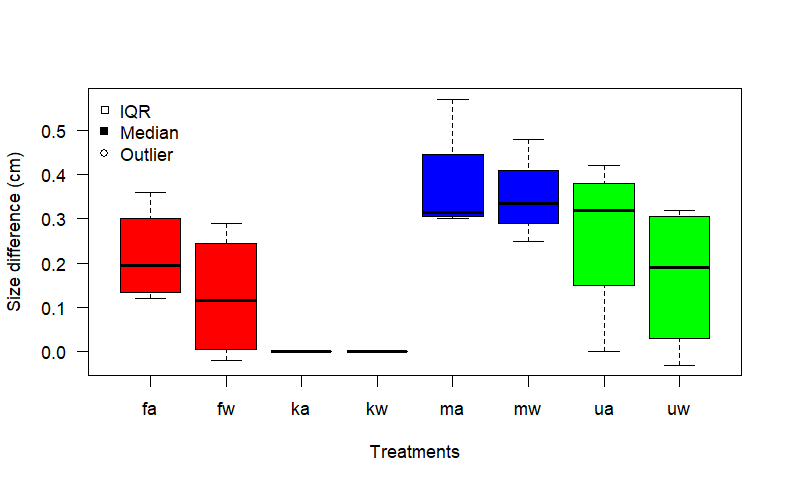 IQR
Median
Outlier
Size difference (cm)
0.5
0.4
0.3
0.2
0.1
0.0
fa fw ka kw ma mw ua uw
Treatments